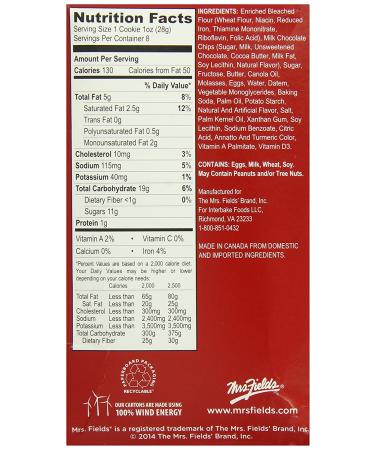 Nutrition Facts
Serving Size 1 Cookie 1oz (28g)
Servings Per Container 8
Amount Per Serving
Calories 130 Calories from Fat 50
% Daily Value*
Total Fat 5g 8%
Saturated Fat 2.5g 12%
Trans Fat 0g
Polyunsaturated Fat 0.5g
Monounsaturated Fat 2g
Cholesterol 10mg 3%
Sodium 115mg 5%
Potassium 40mg 1%
Total Carbohydrate 19g 6%
Dietary Fiber <1g 0%
Sugars 11g
Protein 1g
Vitamin A 2% • Vitamin C 0%
Calcium 0% • Iron 4%
*Percent Values are based on a 2,000 calorie diet.
Your Daily Values may be higher or lower
depending on your calorie needs.
Calories 2,000 2,500
Total Fat Less than 65g 80g
Sat. Fat Less than 20g 25g
Cholesterol Less than 300mg 300mg
Sodium Less than 2,400mg 2,400mg
Potassium Less than 3,500mg 3,500mg
Total Carbohydrate 300g 375g
Dietary Fiber 25g 30g
INGREDIENTS: Enriched Bleached
Flour (Wheat Flour, Niacin, Reduced
Iron, Thiamine Mononitrate,
Riboflavin, Folic Acid), Milk Chocolate
Chips (Sugar, Milk, Unsweetened
Chocolate, Cocoa Butter, Milk Fat,
Soy Lecithin, Natural Flavor), Sugar,
Fructose, Butter, Canola Oil,
Molasses, Eggs, Water, Datem,
Vegetable Monoglycerides, Baking
Soda, Palm Oil, Potato Starch,
Natural And Artificial Flavor, Salt,
Palm Kernel Oil, Xanthan Gum, Soy
Lecithin, Sodium Benzoate, Citric
Acid, Annatto and Turmeric Color,
Vitamin A Palmitate, Vitamin D3.
CONTAINS: Eggs, Milk, Wheat, Soy.
May Contain Peanuts and/or Tree Nuts.
Manufactured for
The Mrs. Fields' Brand, Inc.
For Interbake Foods LLC,
Richmond, VA 23233
1-800-851-0432
MADE IN CANADA FROM DOMESTIC
AND IMPORTED INGREDIENTS.
PAPERBOARD PACKAGING
RECYCLABLE*
OUR CARTONS ARE MADE USING
100% WIND ENERGY
Mrs. Fields®
www.mrsfields.com
Mrs. Fields® is a registered trademark of The Mrs. Fields' Brand, Inc.
© 2014 The Mrs. Fields' Brand, Inc.